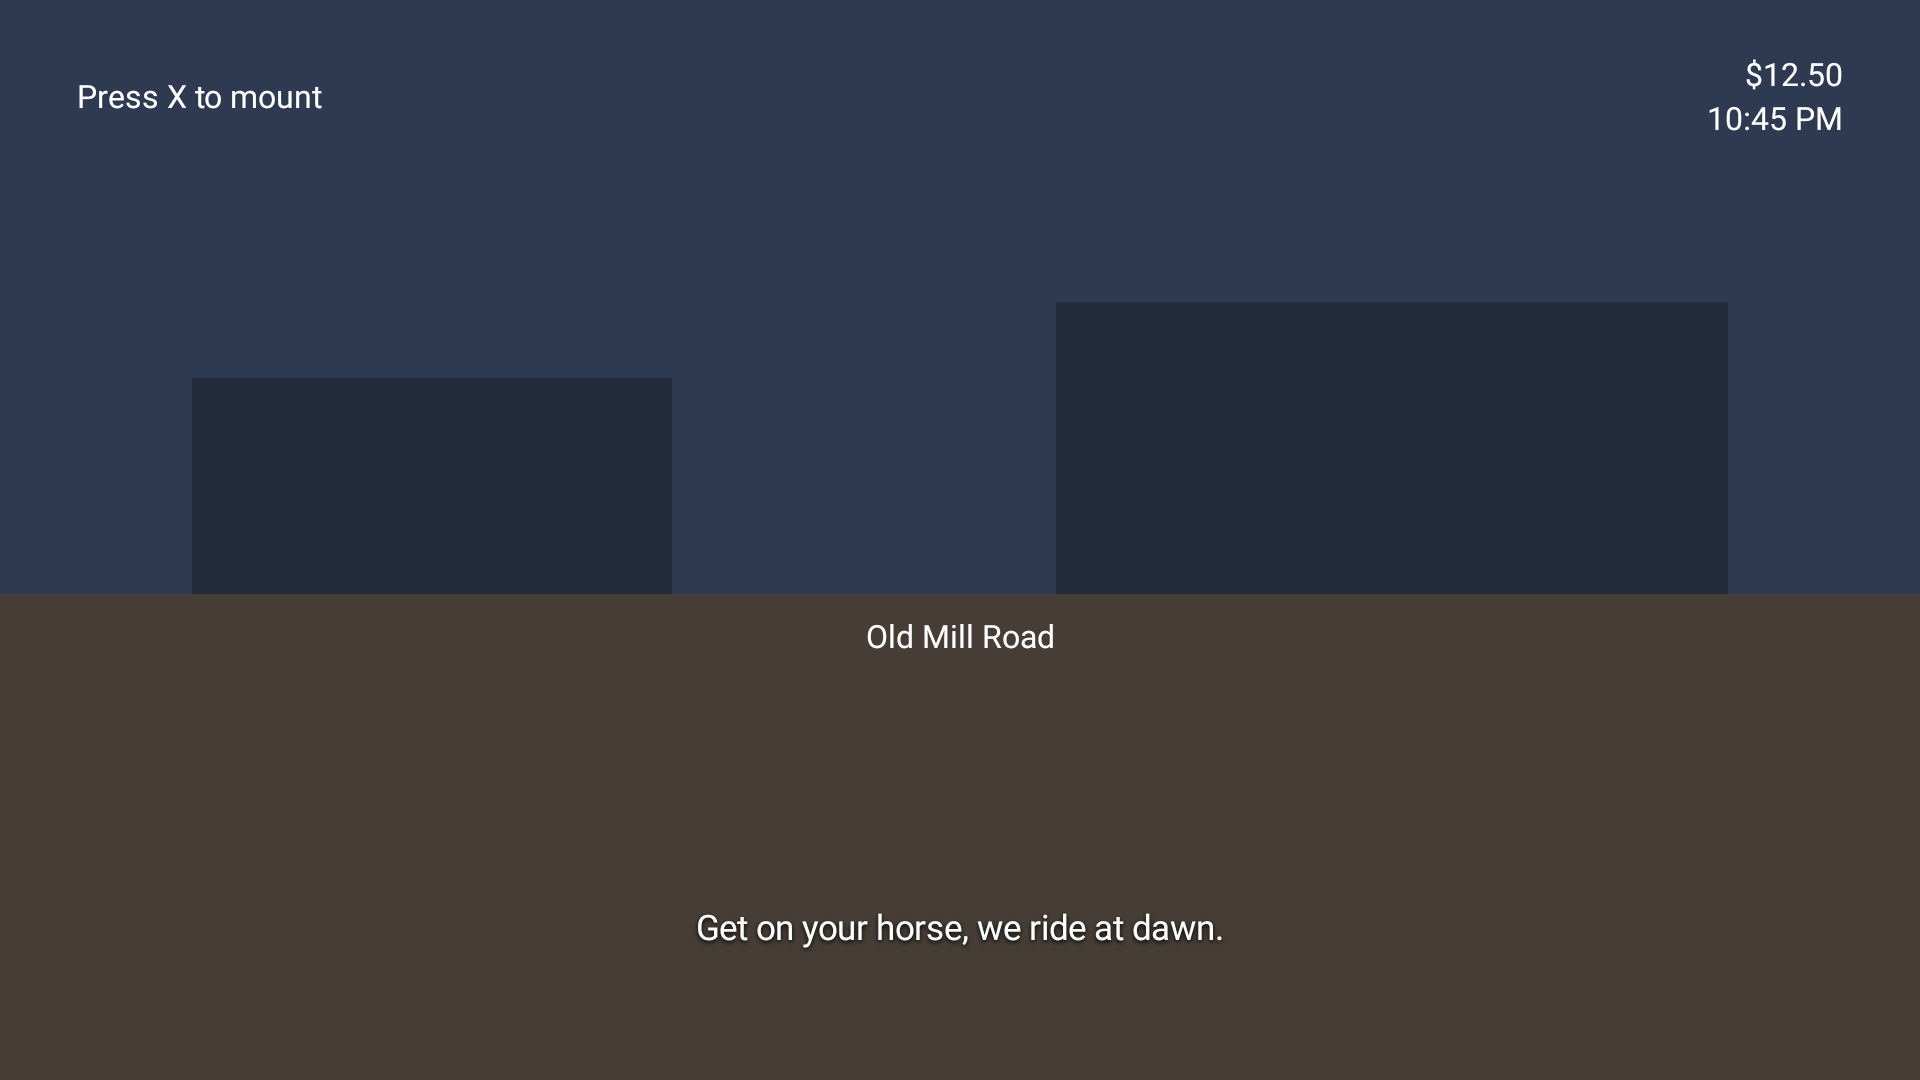 Press X to mount
$12.50
10:45 PM
Old Mill Road
Get on your horse, we ride at dawn.